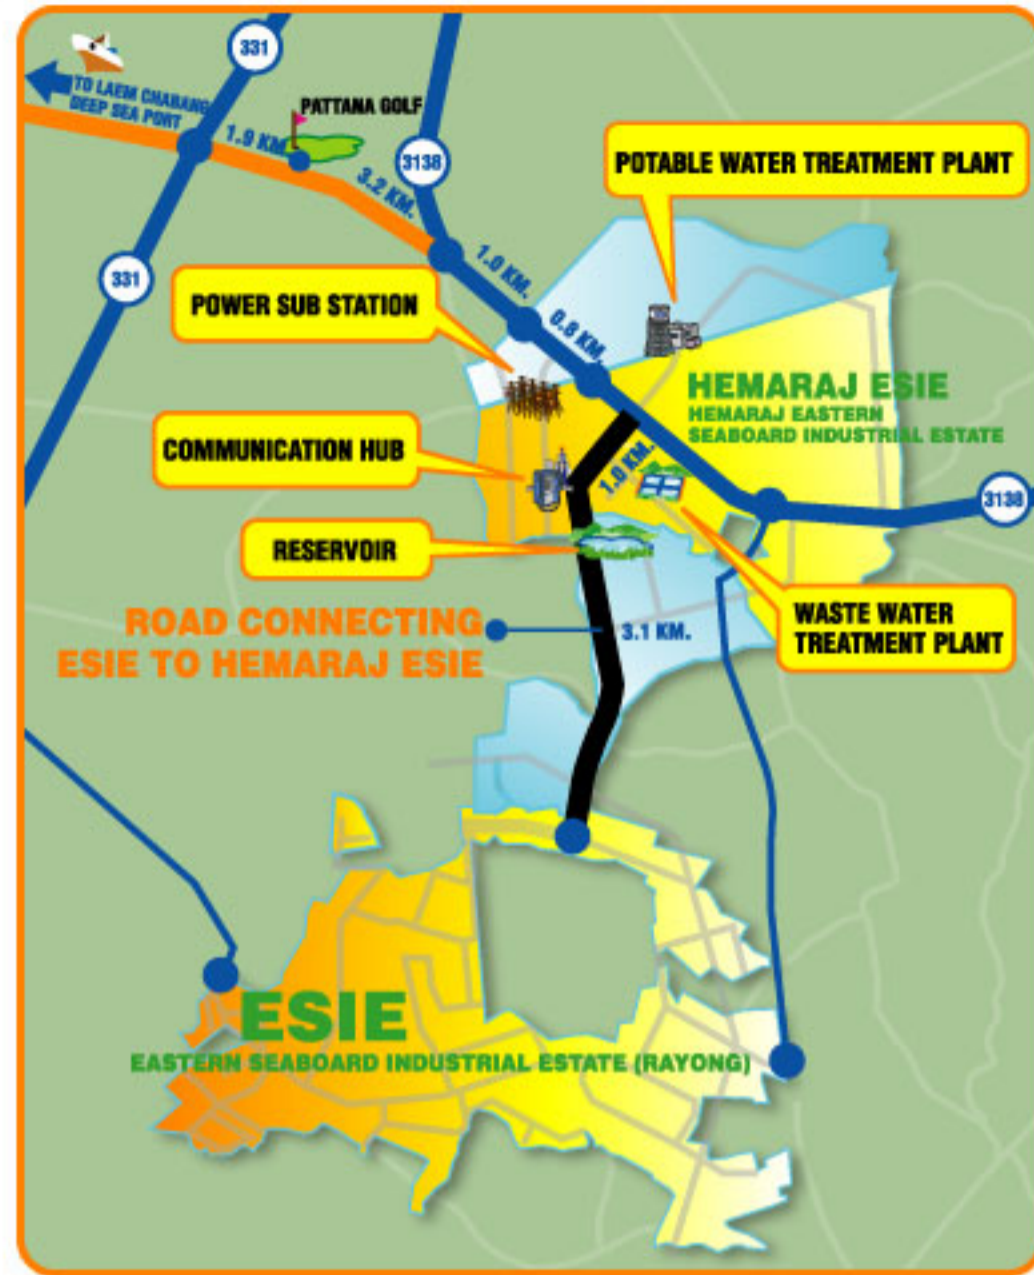 331
TO LAEM CHABANG
DEEP SEA PORT
PATTANA GOLF
1.9 KM.
3138
3.2 KM.
POTABLE WATER TREATMENT PLANT
331
1.0 KM.
POWER SUB STATION
0.8 KM.
HEMARAJ ESIE
HEMARAJ EASTERN
SEABOARD INDUSTRIAL ESTATE
COMMUNICATION HUB
1.0 KM.
3138
RESERVOIR
ROAD CONNECTING
ESIE TO HEMARAJ ESIE
3.1 KM.
WASTE WATER
TREATMENT PLANT
ESIE
EASTERN SEABOARD INDUSTRIAL ESTATE (RAYONG)